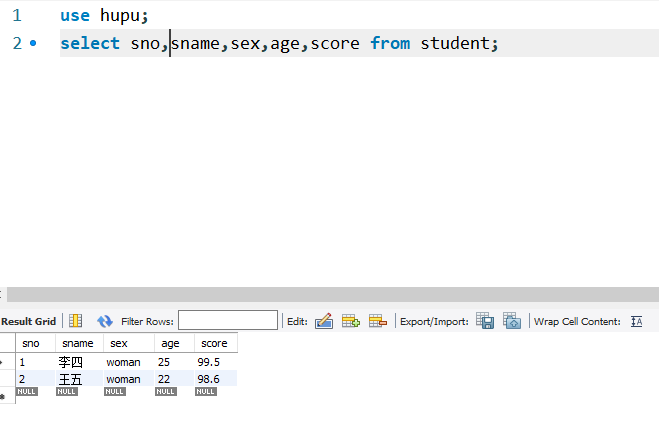 1 use hupu;
2 select sno,sname,sex,age,score from student;
Result Grid Filter Rows: Edit: Export/Import: Wrap Cell Content: IA
sno sname sex age score
1 李四 woman 25 99.5
2 王五 woman 22 98.6
NULL NULL NULL NULL NULL